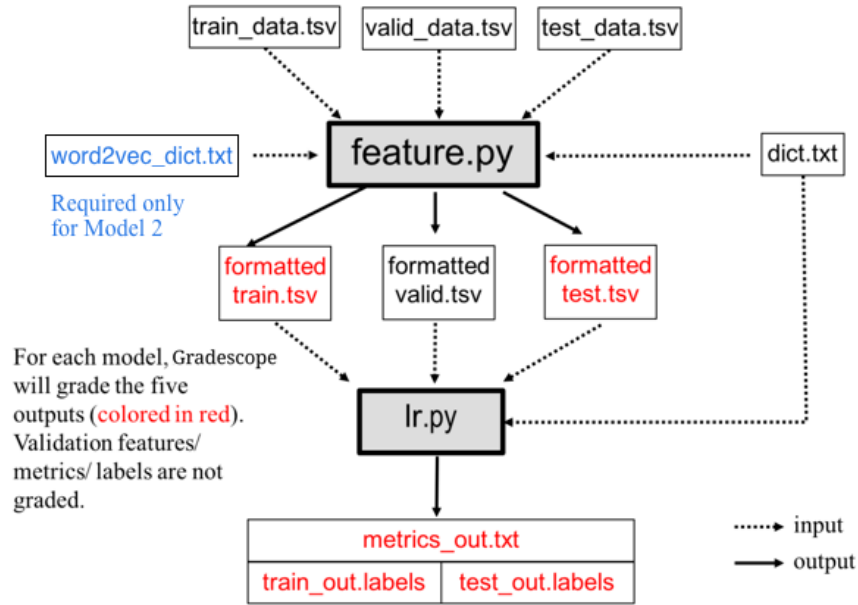 train_data.tsv
valid_data.tsv
test_data.tsv
word2vec_dict.txt
feature.py
dict.txt
Required only
for Model 2
formatted
train.tsv
formatted
valid.tsv
formatted
test.tsv
For each model, Gradescope
will grade the five
outputs (colored in red).
Validation features/
metrics/ labels are not
graded.
lr.py
metrics_out.txt
train_out.labels
test_out.labels
input
output